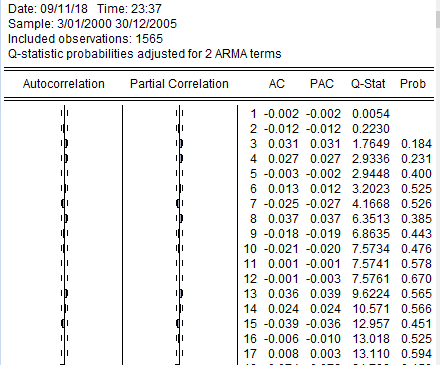 Date: 09/11/18 Time: 23:37
Sample: 3/01/2000 30/12/2005
Included observations: 1565
Q-statistic probabilities adjusted for 2 ARMA terms
Autocorrelation Partial Correlation AC PAC Q-Stat Prob
1 -0.002 -0.002 0.0054
2 -0.012 -0.012 0.2230
3 0.031 0.031 1.7649 0.184
4 0.027 0.027 2.9336 0.231
5 -0.003 -0.002 2.9448 0.400
6 0.013 0.012 3.2023 0.525
7 -0.025 -0.027 4.1668 0.526
8 0.037 0.037 6.3513 0.385
9 -0.018 -0.019 6.8635 0.443
10 -0.021 -0.020 7.5734 0.476
11 0.001 -0.001 7.5741 0.578
12 -0.001 -0.003 7.5761 0.670
13 0.036 0.039 9.6224 0.565
14 0.024 0.024 10.571 0.566
15 -0.039 -0.036 12.957 0.451
16 -0.006 -0.010 13.018 0.525
17 0.008 0.003 13.110 0.594